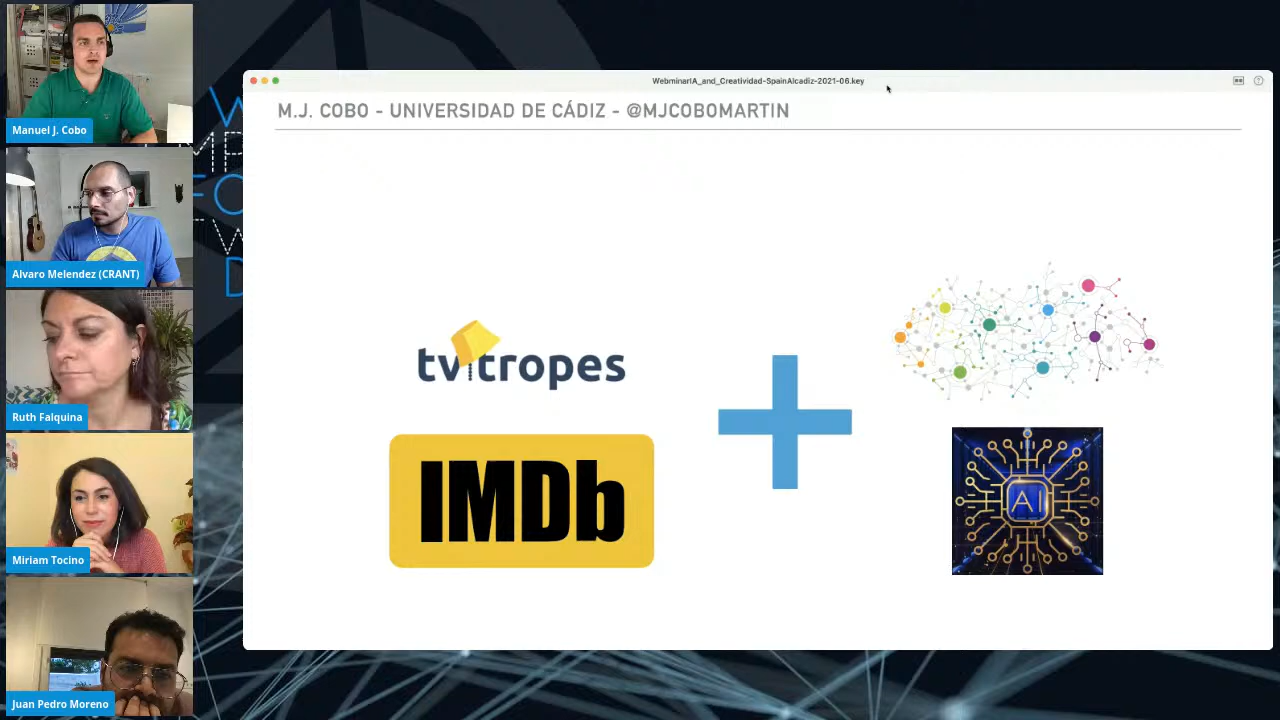 Manuel J. Cobo
Alvaro Melendez (CRANT)
Ruth Falquina
Miriam Tocino
Juan Pedro Moreno
WebminarIA_and_Creatividad-SpainAIcadiz-2021-06.key
M.J. COBO - UNIVERSIDAD DE CÁDIZ - @MJCOBOMARTIN
tvtropes
IMDb
AI